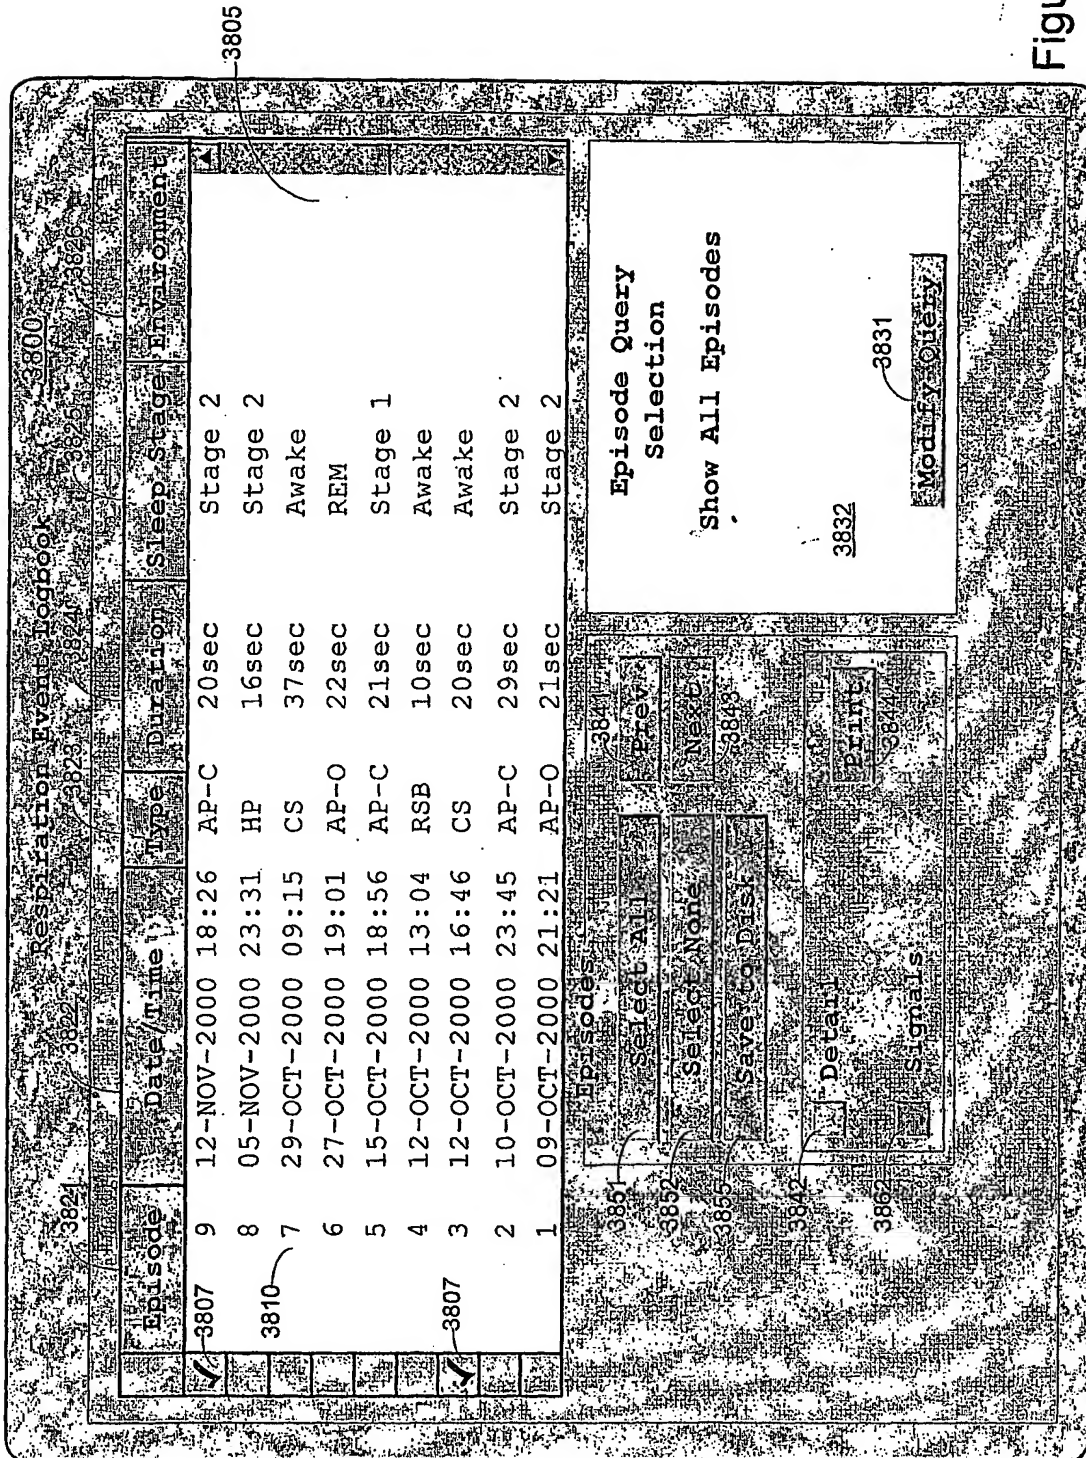 Respiration Event Logbook 3800
3821 3822 3823 3824 3825 3826
Episode Date/Time Type Duration Sleep Stage Environment
9 12-NOV-2000 18:26 AP-C 20sec Stage 2
8 05-NOV-2000 23:31 HP 16sec Stage 2
7 29-OCT-2000 09:15 CS 37sec Awake
6 27-OCT-2000 19:01 AP-O 22sec REM
5 15-OCT-2000 18:56 AP-C 21sec Stage 1
4 12-OCT-2000 13:04 RSB 10sec Awake
3 12-OCT-2000 16:46 CS 20sec Awake
2 10-OCT-2000 23:45 AP-C 29sec Stage 2
1 09-OCT-2000 21:21 AP-O 21sec Stage 2
3807
3810
3807
3805
Episodes
3851 Select All Prev
3852 Select None Next 3843
3855 Save to Disk
3842 Detail Print
3844
3862 Signals
Episode Query
Selection
Show All Episodes
3832
3831
Modify Query